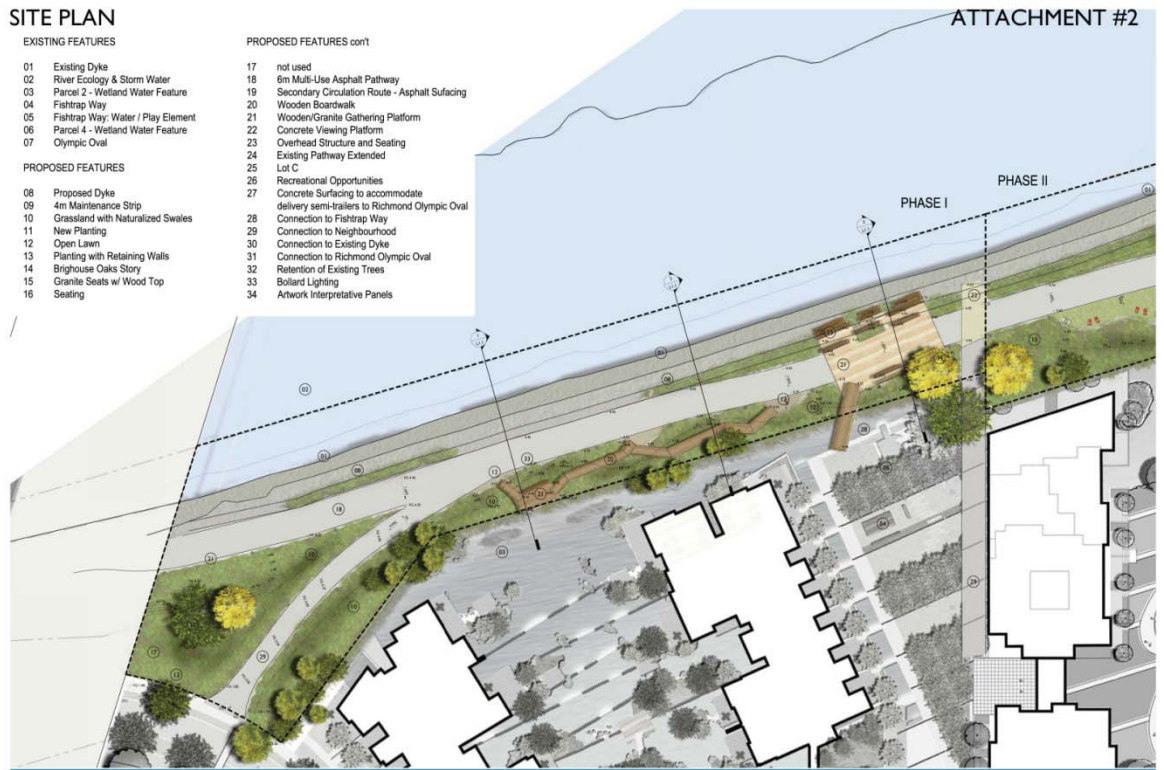 SITE PLAN
ATTACHMENT #2
EXISTING FEATURES
01 Existing Dyke
02 River Ecology & Storm Water
03 Parcel 2 - Wetland Water Feature
04 Fishtrap Way
05 Fishtrap Way: Water / Play Element
06 Parcel 4 - Wetland Water Feature
07 Olympic Oval
PROPOSED FEATURES
08 Proposed Dyke
09 4m Maintenance Strip
10 Grassland with Naturalized Swales
11 New Planting
12 Open Lawn
13 Planting with Retaining Walls
14 Brighouse Oaks Story
15 Granite Seats w/ Wood Top
16 Seating
PROPOSED FEATURES con't
17 not used
18 6m Multi-Use Asphalt Pathway
19 Secondary Circulation Route - Asphalt Sufacing
20 Wooden Boardwalk
21 Wooden/Granite Gathering Platform
22 Concrete Viewing Platform
23 Overhead Structure and Seating
24 Existing Pathway Extended
25 Lot C
26 Recreational Opportunities
27 Concrete Surfacing to accommodate
delivery semi-trailers to Richmond Olympic Oval
28 Connection to Fishtrap Way
29 Connection to Neighbourhood
30 Connection to Existing Dyke
31 Connection to Richmond Olympic Oval
32 Retention of Existing Trees
33 Bollard Lighting
34 Artwork Interpretative Panels
PHASE I
PHASE II
02
22
21
28
20
18
03
29